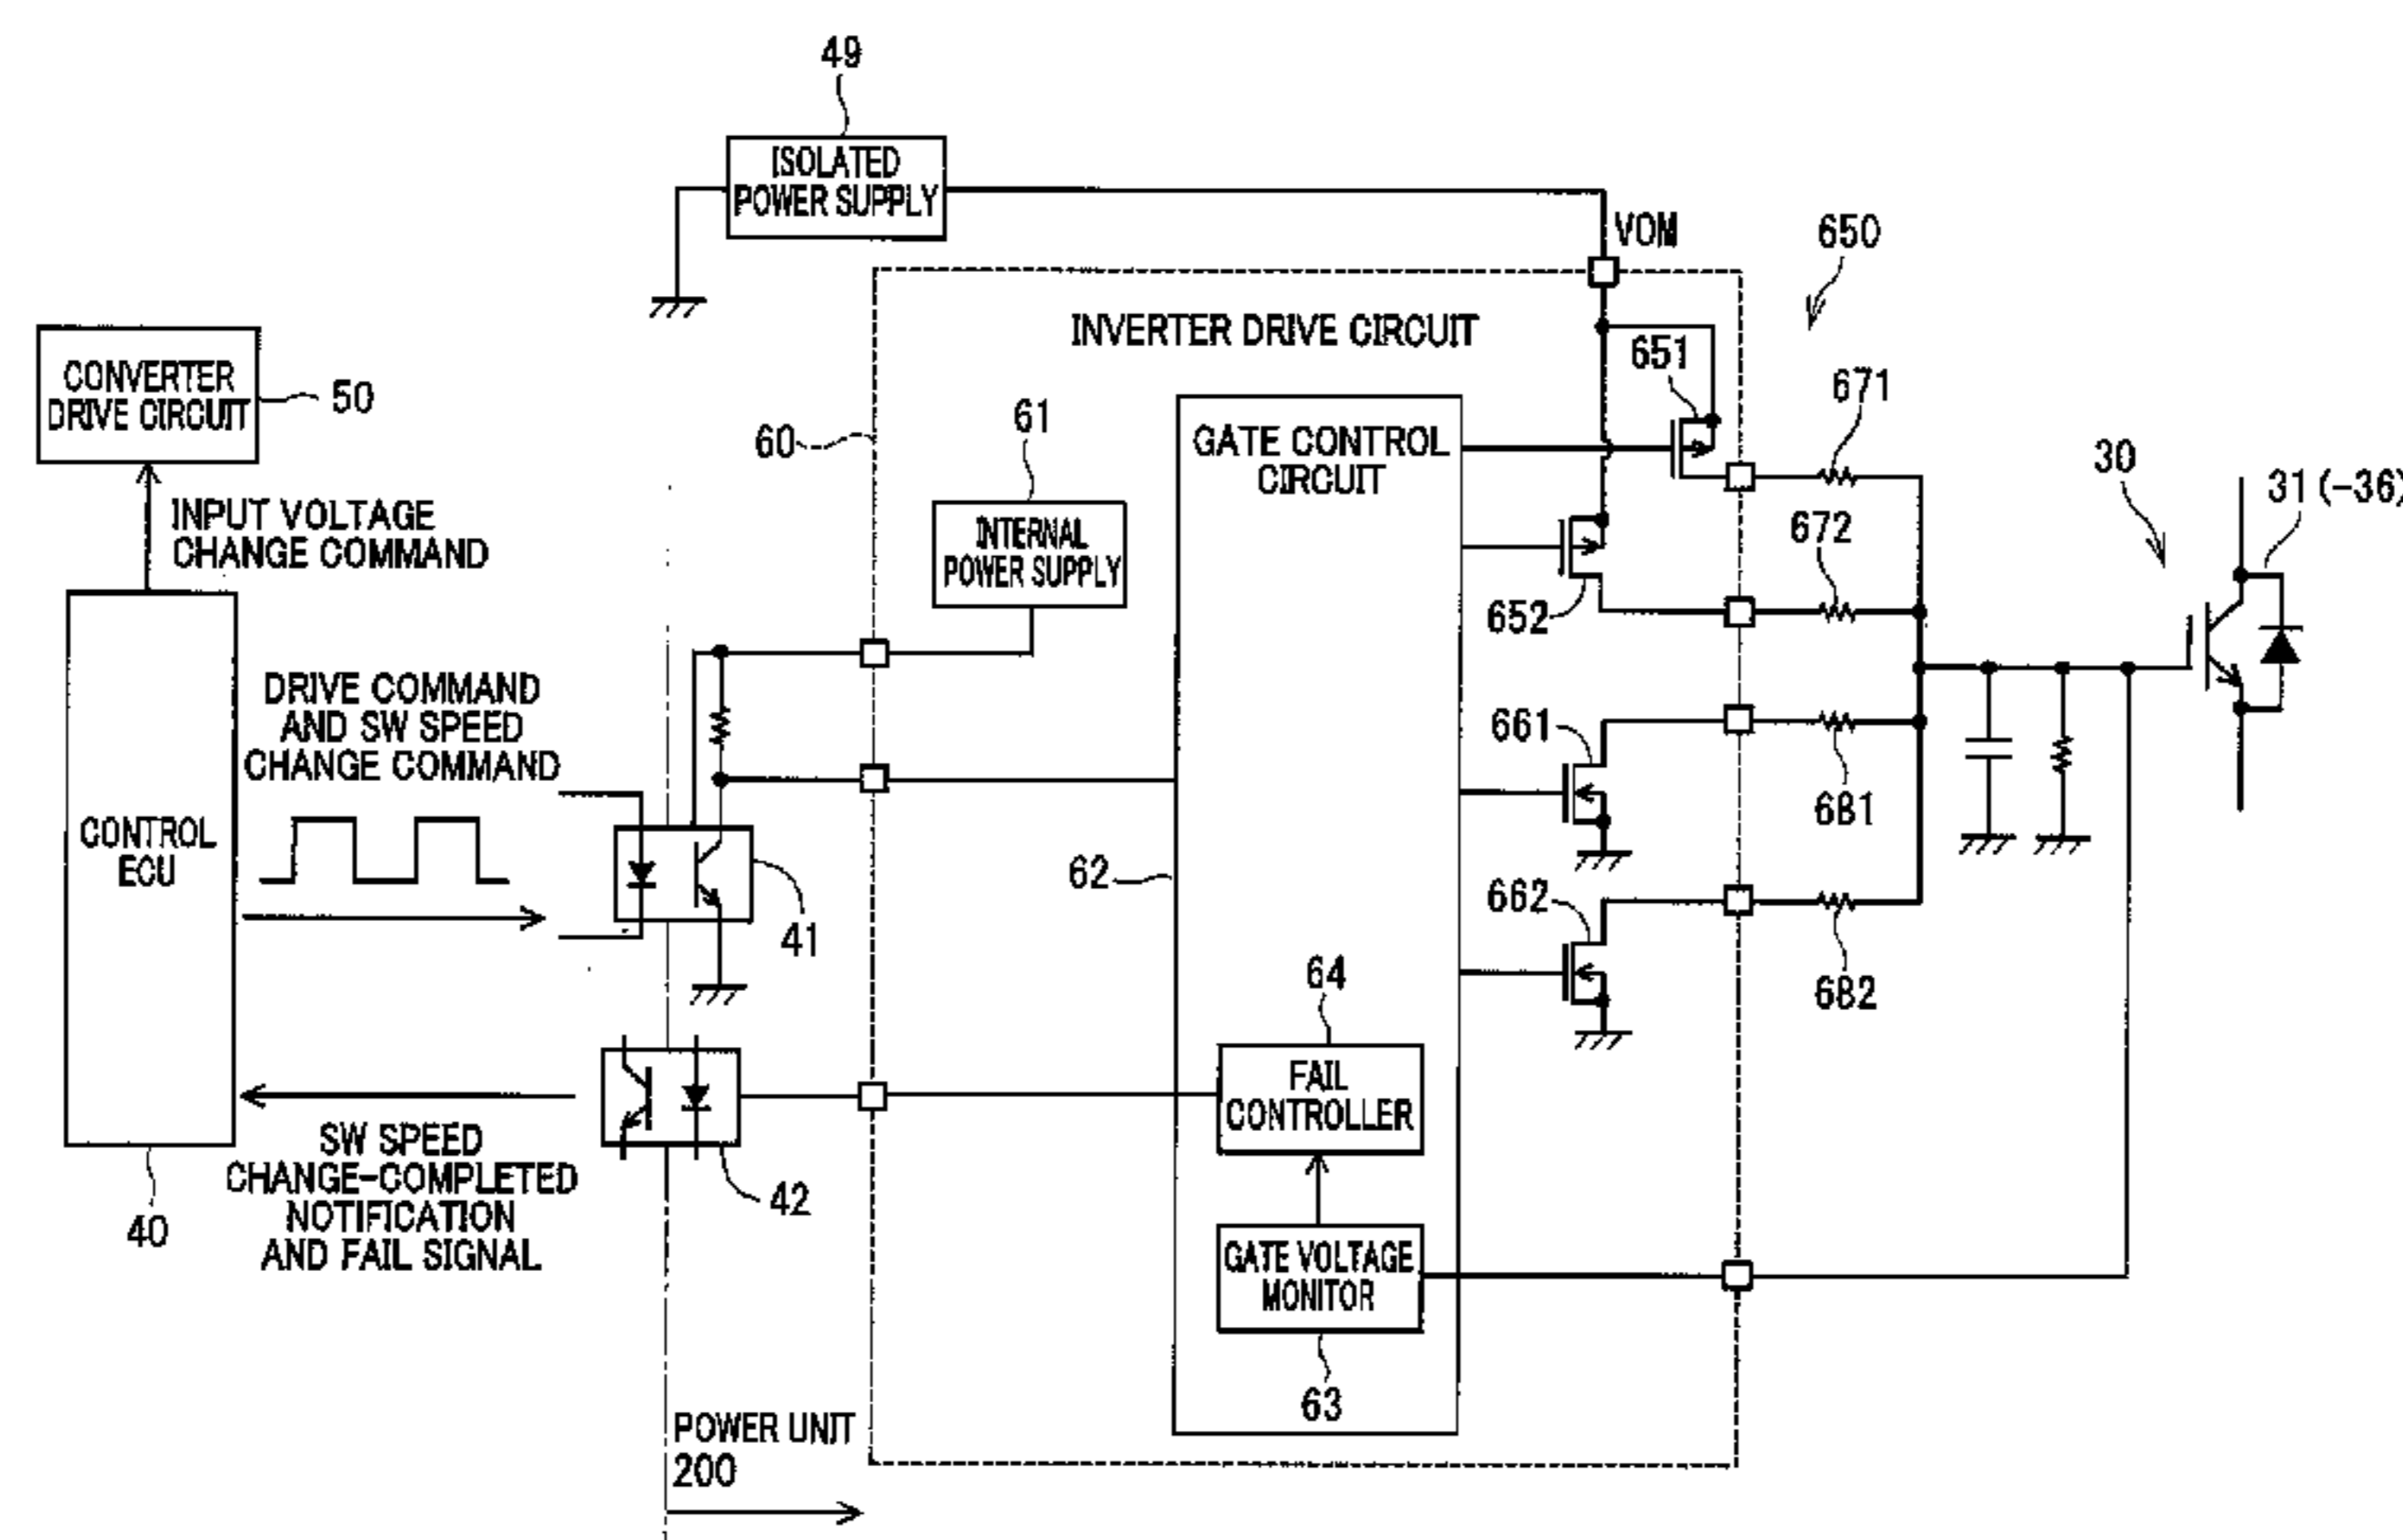 49
ISOLATED
POWER SUPPLY
VOM
650
INVERTER DRIVE CIRCUIT
651
671
CONVERTER
DRIVE CIRCUIT
50
60
61
GATE CONTROL
CIRCUIT
30
31 (-36)
INPUT VOLTAGE
CHANGE COMMAND
INTERNAL
POWER SUPPLY
672
652
DRIVE COMMAND
AND SW SPEED
CHANGE COMMAND
661
681
CONTROL
ECU
41
62
662
682
64
FAIL
CONTROLLER
SW SPEED
CHANGE-COMPLETED
NOTIFICATION
AND FAIL SIGNAL
40
42
GATE VOLTAGE
MONITOR
63
POWER UNIT
200